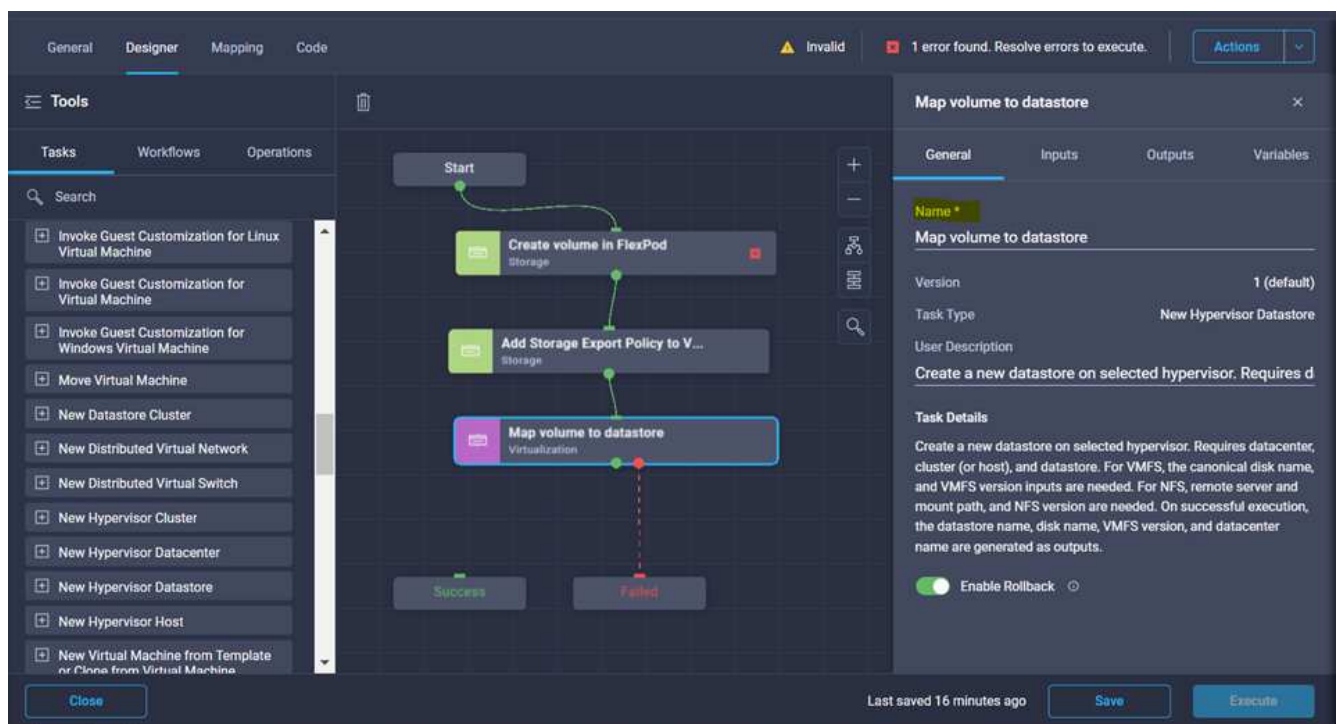 General Designer Mapping Code
Invalid
1 error found. Resolve errors to execute.
Actions
Tools
Tasks Workflows Operations
Search
Invoke Guest Customization for Linux
Virtual Machine
Invoke Guest Customization for
Virtual Machine
Invoke Guest Customization for
Windows Virtual Machine
Move Virtual Machine
New Datastore Cluster
New Distributed Virtual Network
New Distributed Virtual Switch
New Hypervisor Cluster
New Hypervisor Datacenter
New Hypervisor Datastore
New Hypervisor Host
New Virtual Machine from Template
or Clone from Virtual Machine
Start
Create volume in FlexPod
Storage
Add Storage Export Policy to V...
Storage
Map volume to datastore
Virtualization
Success
Failed
Map volume to datastore
General Inputs Outputs Variables
Name *
Map volume to datastore
Version 1 (default)
Task Type New Hypervisor Datastore
User Description
Create a new datastore on selected hypervisor. Requires d
Task Details
Create a new datastore on selected hypervisor. Requires datacenter,
cluster (or host), and datastore. For VMFS, the canonical disk name,
and VMFS version inputs are needed. For NFS, remote server and
mount path, and NFS version are needed. On successful execution,
the datastore name, disk name, VMFS version, and datacenter
name are generated as outputs.
Enable Rollback
Close
Last saved 16 minutes ago
Save
Execute